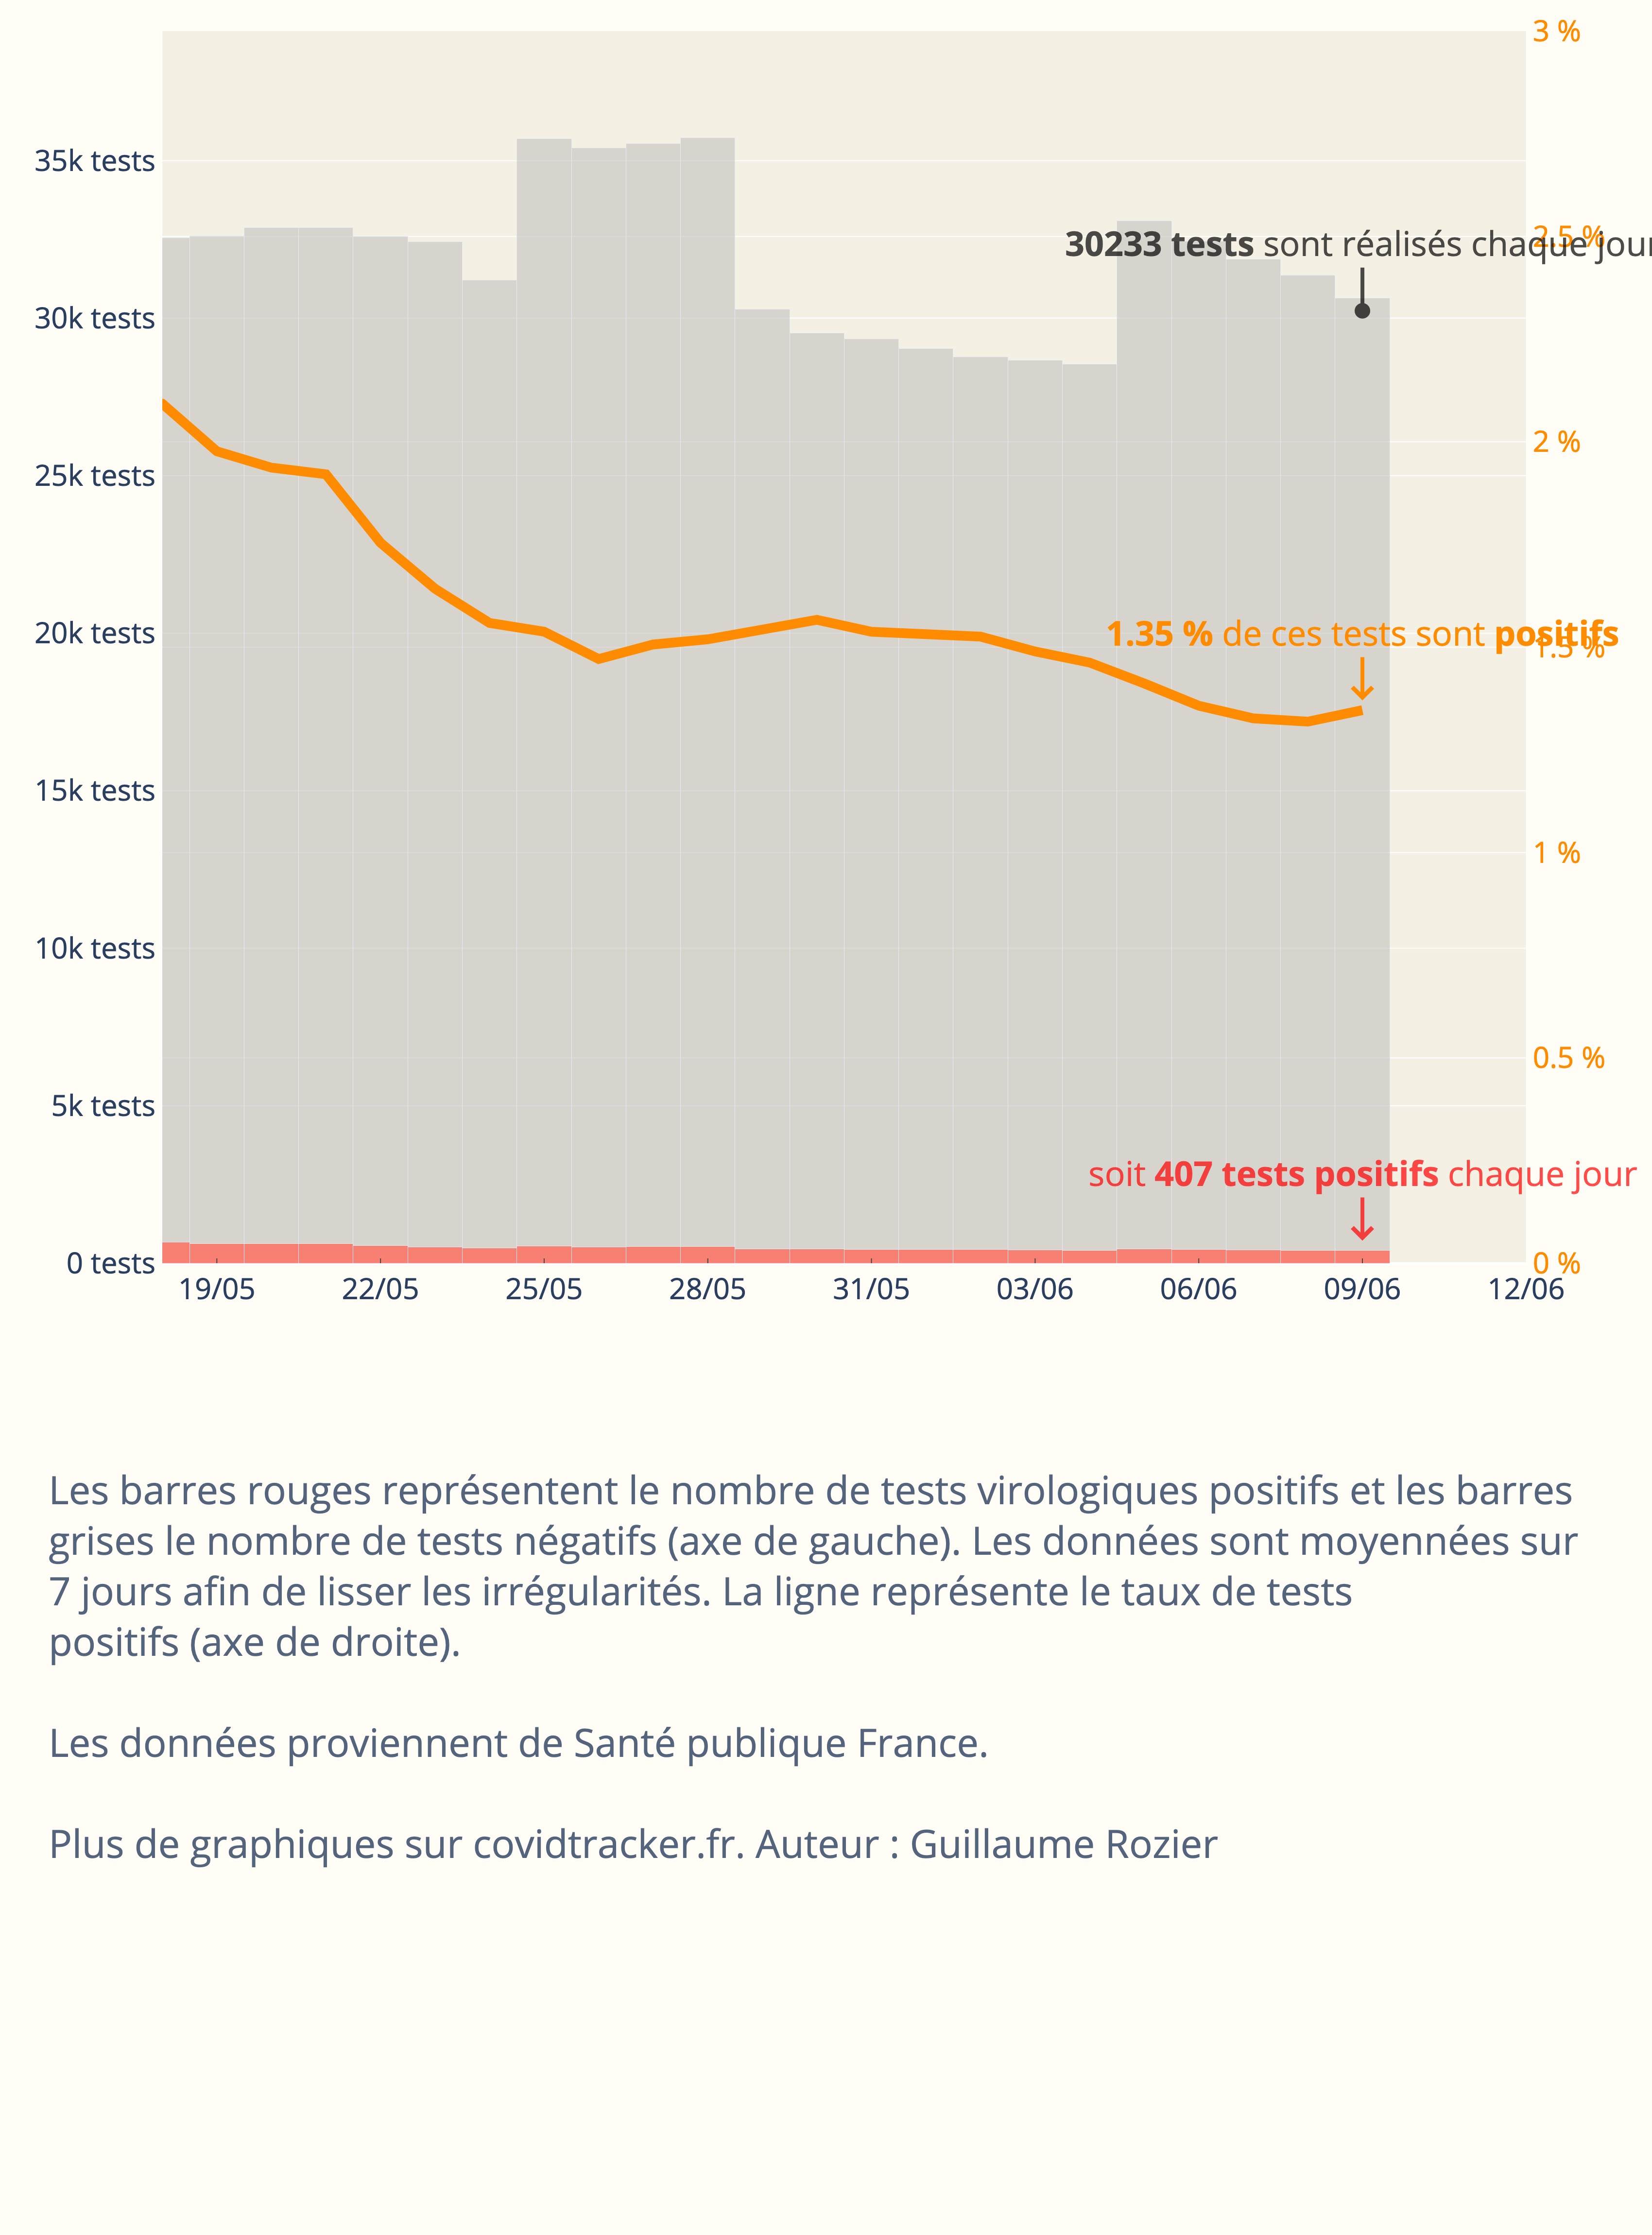 3 %
35k tests
2.5 %
30233 tests sont réalisés chaque jour
30k tests
2 %
25k tests
20k tests
1.35 % de ces tests sont positifs
1.5 %
15k tests
1 %
10k tests
0.5 %
5k tests
soit 407 tests positifs chaque jour
0 tests
0 %
19/05 22/05 25/05 28/05 31/05 03/06 06/06 09/06 12/06
Les barres rouges représentent le nombre de tests virologiques positifs et les barres
grises le nombre de tests négatifs (axe de gauche). Les données sont moyennées sur
7 jours afin de lisser les irrégularités. La ligne représente le taux de tests
positifs (axe de droite).
Les données proviennent de Santé publique France.
Plus de graphiques sur covidtracker.fr. Auteur : Guillaume Rozier